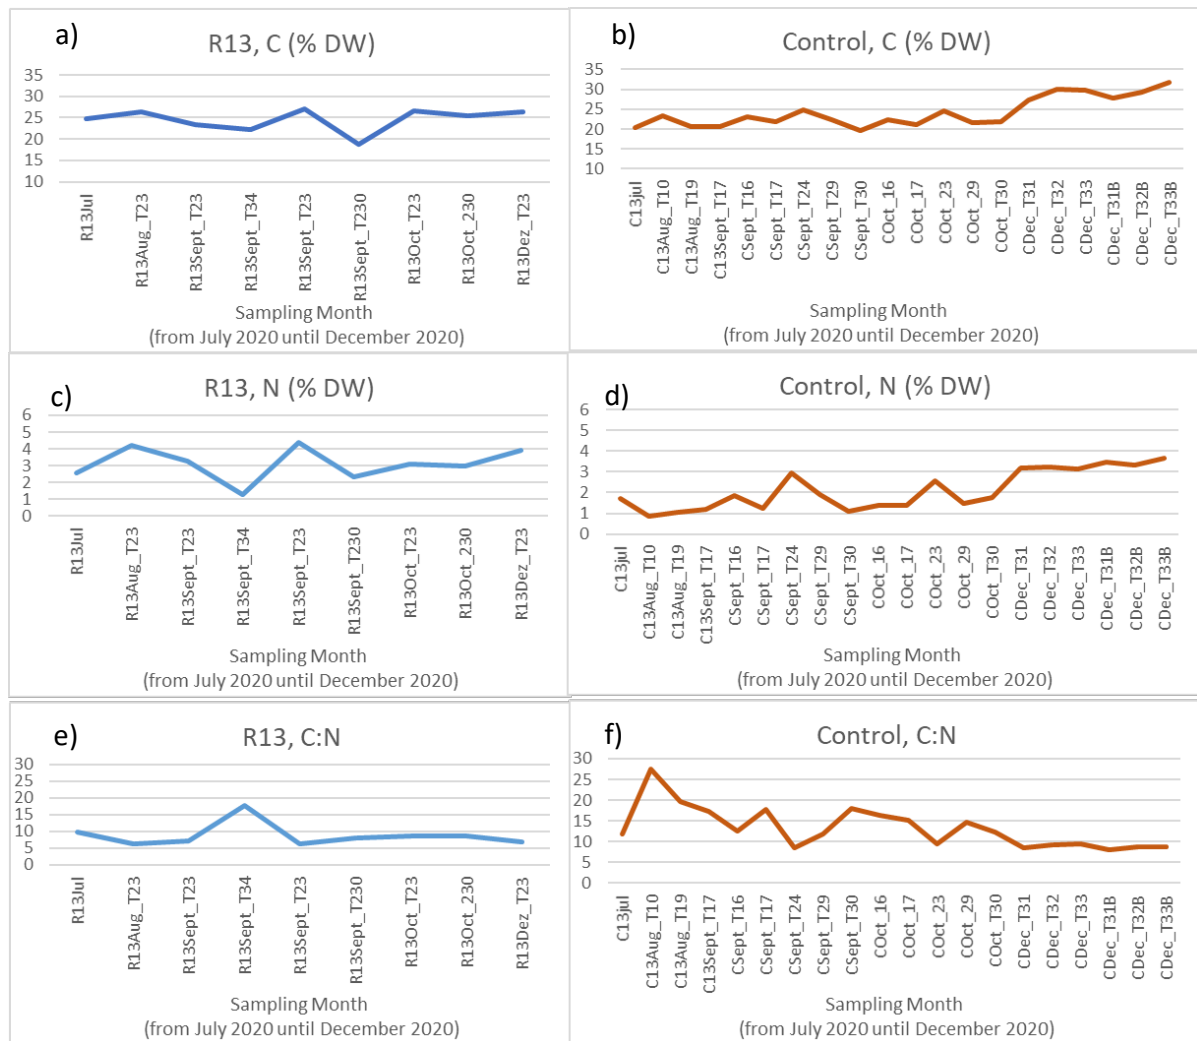 a)
R13, C (% DW)
35
30
25
20
15
10
R13Jul
R13Aug_T23
R13Sept_T23
R13Sept_T34
R13Sept_T23
R13Sept_T230
R13Oct_T23
R13Oct_230
R13Dez_T23
Sampling Month
(from July 2020 until December 2020)
b)
Control, C (% DW)
35
30
25
20
15
10
C13jul
C13Aug_T10
C13Aug_T19
C13Sept_T17
CSept_T16
CSept_T17
CSept_T24
CSept_T29
CSept_T30
COct_16
COct_17
COct_23
COct_29
COct_T30
CDec_T31
CDec_T32
CDec_T33
CDec_T31B
CDec_T32B
CDec_T33B
Sampling Month
(from July 2020 until December 2020)
c)
R13, N (% DW)
6
5
4
3
2
1
0
R13Jul
R13Aug_T23
R13Sept_T23
R13Sept_T34
R13Sept_T23
R13Sept_T230
R13Oct_T23
R13Oct_230
R13Dez_T23
Sampling Month
(from July 2020 until December 2020)
d)
Control, N (% DW)
6
5
4
3
2
1
0
C13jul
C13Aug_T10
C13Aug_T19
C13Sept_T17
CSept_T16
CSept_T17
CSept_T24
CSept_T29
CSept_T30
COct_16
COct_17
COct_23
COct_29
COct_T30
CDec_T31
CDec_T32
CDec_T33
CDec_T31B
CDec_T32B
CDec_T33B
Sampling Month
(from July 2020 until December 2020)
e)
R13, C:N
30
25
20
15
10
5
0
R13Jul
R13Aug_T23
R13Sept_T23
R13Sept_T34
R13Sept_T23
R13Sept_T230
R13Oct_T23
R13Oct_230
R13Dez_T23
Sampling Month
(from July 2020 until December 2020)
f)
Control, C:N
30
25
20
15
10
5
0
C13jul
C13Aug_T10
C13Aug_T19
C13Sept_T17
CSept_T16
CSept_T17
CSept_T24
CSept_T29
CSept_T30
COct_16
COct_17
COct_23
COct_29
COct_T30
CDec_T31
CDec_T32
CDec_T33
CDec_T31B
CDec_T32B
CDec_T33B
Sampling Month
(from July 2020 until December 2020)